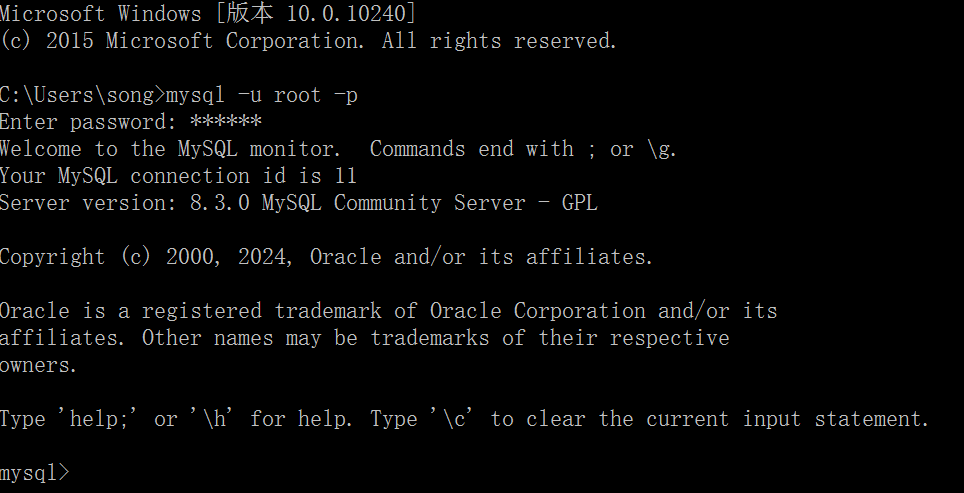 Microsoft Windows [版本 10.0.10240]
(c) 2015 Microsoft Corporation. All rights reserved.
C:\Users\song>mysql -u root -p
Enter password: ******
Welcome to the MySQL monitor.  Commands end with ; or \g.
Your MySQL connection id is 11
Server version: 8.3.0 MySQL Community Server - GPL
Copyright (c) 2000, 2024, Oracle and/or its affiliates.
Oracle is a registered trademark of Oracle Corporation and/or its
affiliates. Other names may be trademarks of their respective
owners.
Type 'help;' or '\h' for help. Type '\c' to clear the current input statement.
mysql>